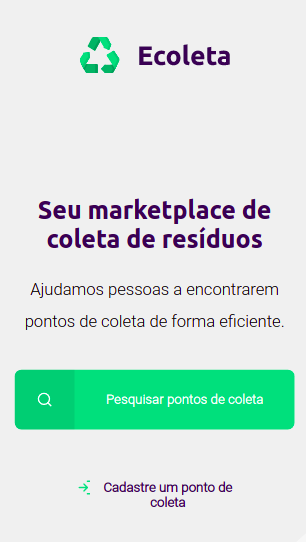 Ecoleta
Seu marketplace de
coleta de resíduos
Ajudamos pessoas a encontrarem
pontos de coleta de forma eficiente.
Pesquisar pontos de coleta
Cadastre um ponto de
coleta